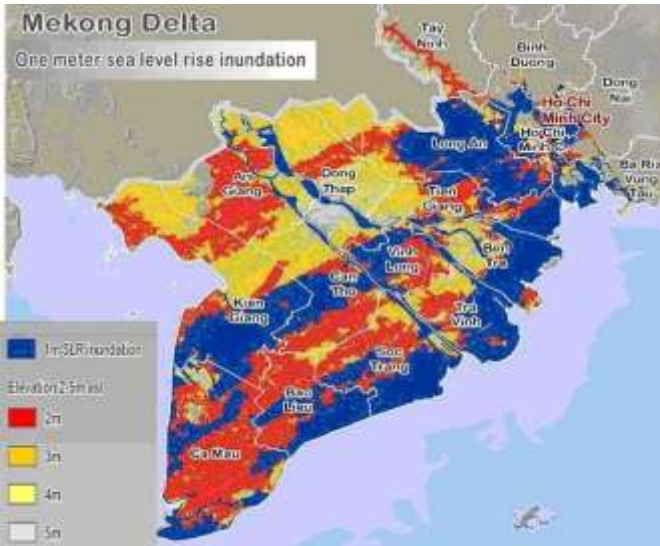 Mekong Delta
One meter sea level rise inundation
Tay
Ninh
Binh
Duong
Dong
Nai
Ho Chi
Minh City
Ho Chi
Minh C
Ba Ria
Vung
Tau
Long An
An
Giang
Dong
Thap
Tien
Giang
Ben
Tre
Vinh
Long
Can
Tho
Tra
Vinh
Kien
Giang
Soc
Trang
Bac
Lieu
Ca Mau
1m SLR inundation
Elevation 2-5m asl
2m
3m
4m
5m